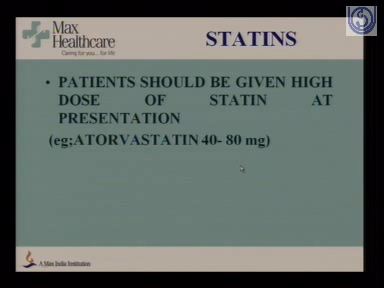 Max
Healthcare
Caring for you... for life
STATINS
• PATIENTS SHOULD BE GIVEN HIGH
DOSE OF STATIN AT
PRESENTATION
(eg;ATORVASTATIN 40- 80 mg)
A Max India Institution